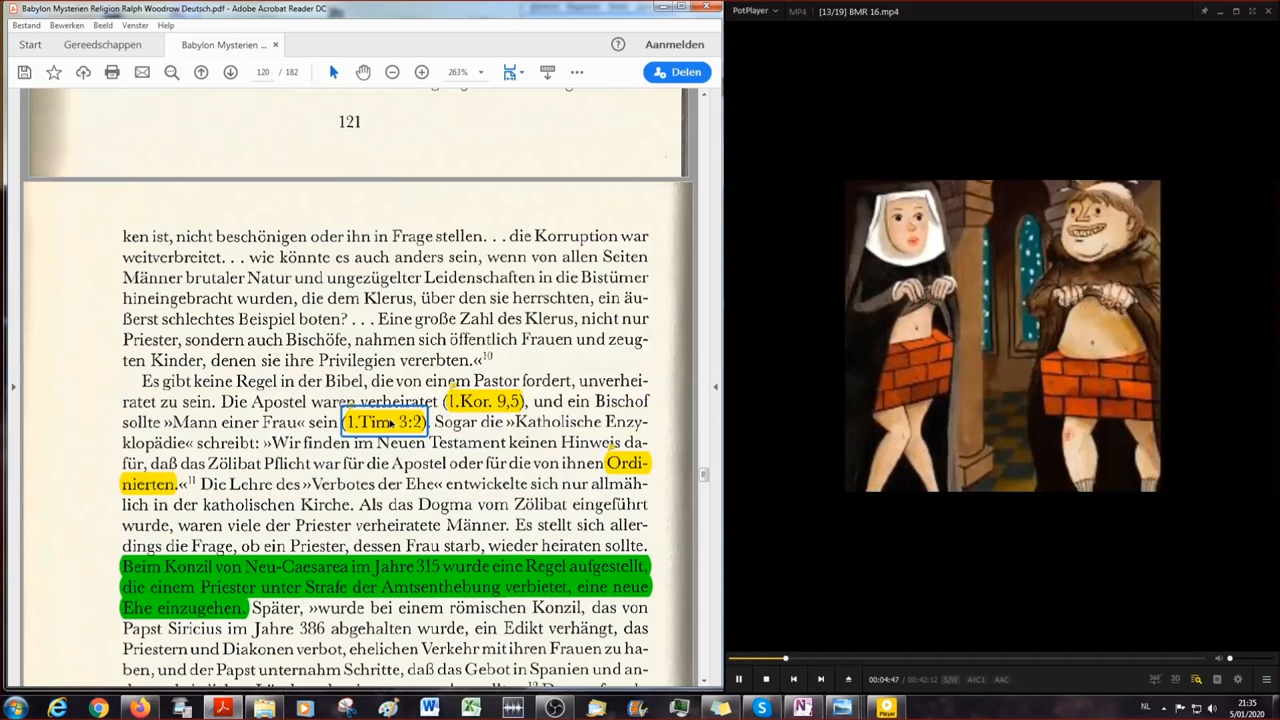 Babylon Mysterien Religion Ralph Woodrow Deutsch.pdf - Adobe Acrobat Reader DC
Bestand Bewerken Beeld Venster Help
Start Gereedschappen Babylon Mysterien ... × Aanmelden
120 / 182 263% Delen
121
ken ist, nicht beschönigen oder ihn in Frage stellen. . . die Korruption war
weitverbreitet. . . wie könnte es auch anders sein, wenn von allen Seiten
Männer brutaler Natur und ungezügelter Leidenschaften in die Bistümer
hineingebracht wurden, die dem Klerus, über den sie herrschten, ein äu-
ßerst schlechtes Beispiel boten? . . . Eine große Zahl des Klerus, nicht nur
Priester, sondern auch Bischöfe, nahmen sich öffentlich Frauen und zeug-
ten Kinder, denen sie ihre Privilegien vererbten.«10
Es gibt keine Regel in der Bibel, die von einem Pastor fordert, unverhei-
ratet zu sein. Die Apostel waren verheiratet (1.Kor. 9,5), und ein Bischof
sollte »Mann einer Frau« sein (1.Tim. 3:2). Sogar die »Katholische Enzy-
klopädie« schreibt: »Wir finden im Neuen Testament keinen Hinweis da-
für, daß das Zölibat Pflicht war für die Apostel oder für die von ihnen Ordi-
nierten.«11 Die Lehre des »Verbotes der Ehe« entwickelte sich nur allmäh-
lich in der katholischen Kirche. Als das Dogma vom Zölibat eingeführt
wurde, waren viele der Priester verheiratete Männer. Es stellt sich aller-
dings die Frage, ob ein Priester, dessen Frau starb, wieder heiraten sollte.
Beim Konzil von Neu-Caesarea im Jahre 315 wurde eine Regel aufgestellt,
die einem Priester unter Strafe der Amtsenthebung verbietet, eine neue
Ehe einzugehen. Später, »wurde bei einem römischen Konzil, das von
Papst Siricius im Jahre 386 abgehalten wurde, ein Edikt verhängt, das
Priestern und Diakonen verbot, ehelichen Verkehr mit ihren Frauen zu ha-
ben, und der Papst unternahm Schritte, daß das Gebot in Spanien und an-
PotPlayer MP4 [13/19] BMR 16.mp4
00:04:47 / 00:42:12 S/W AVC1 AAC
360° 3D
NL 21:35
5/01/2020